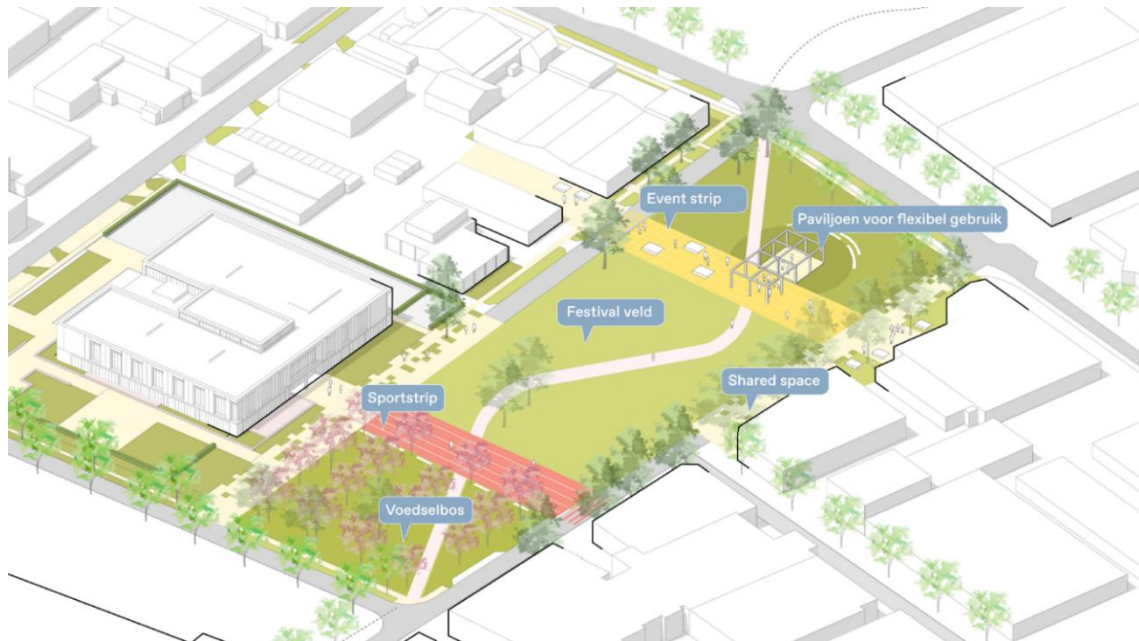 Event strip
Paviljoen voor flexibel gebruik
Festival veld
Shared space
Sportstrip
Voedselbos